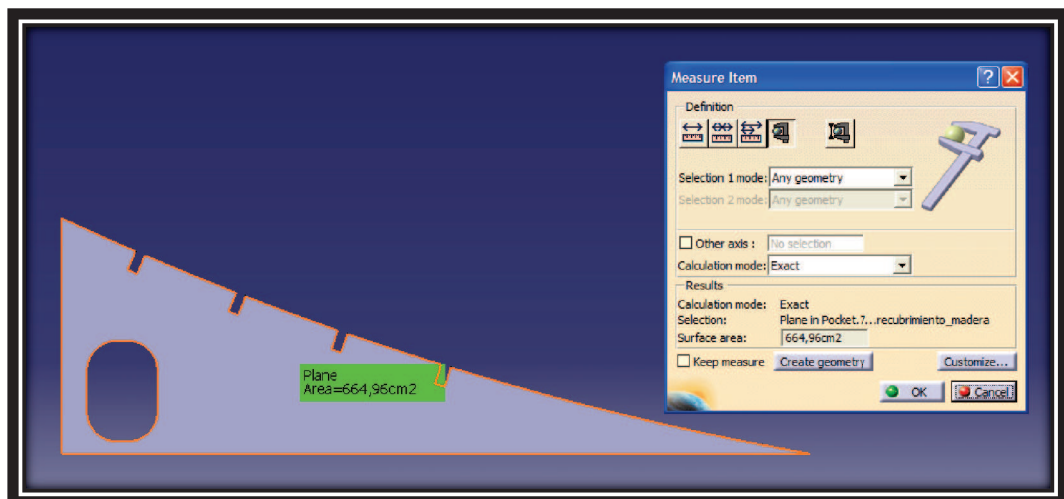 Measure Item
Definition
Selection 1 mode: Any geometry
Selection 2 mode: Any geometry
Other axis : No selection
Calculation mode: Exact
Results
Calculation mode: Exact
Selection: Plane in Pocket.7...recubrimiento_madera
Surface area: 664,96cm2
Keep measure Create geometry Customize...
OK Cancel
Plane
Area=664,96cm2